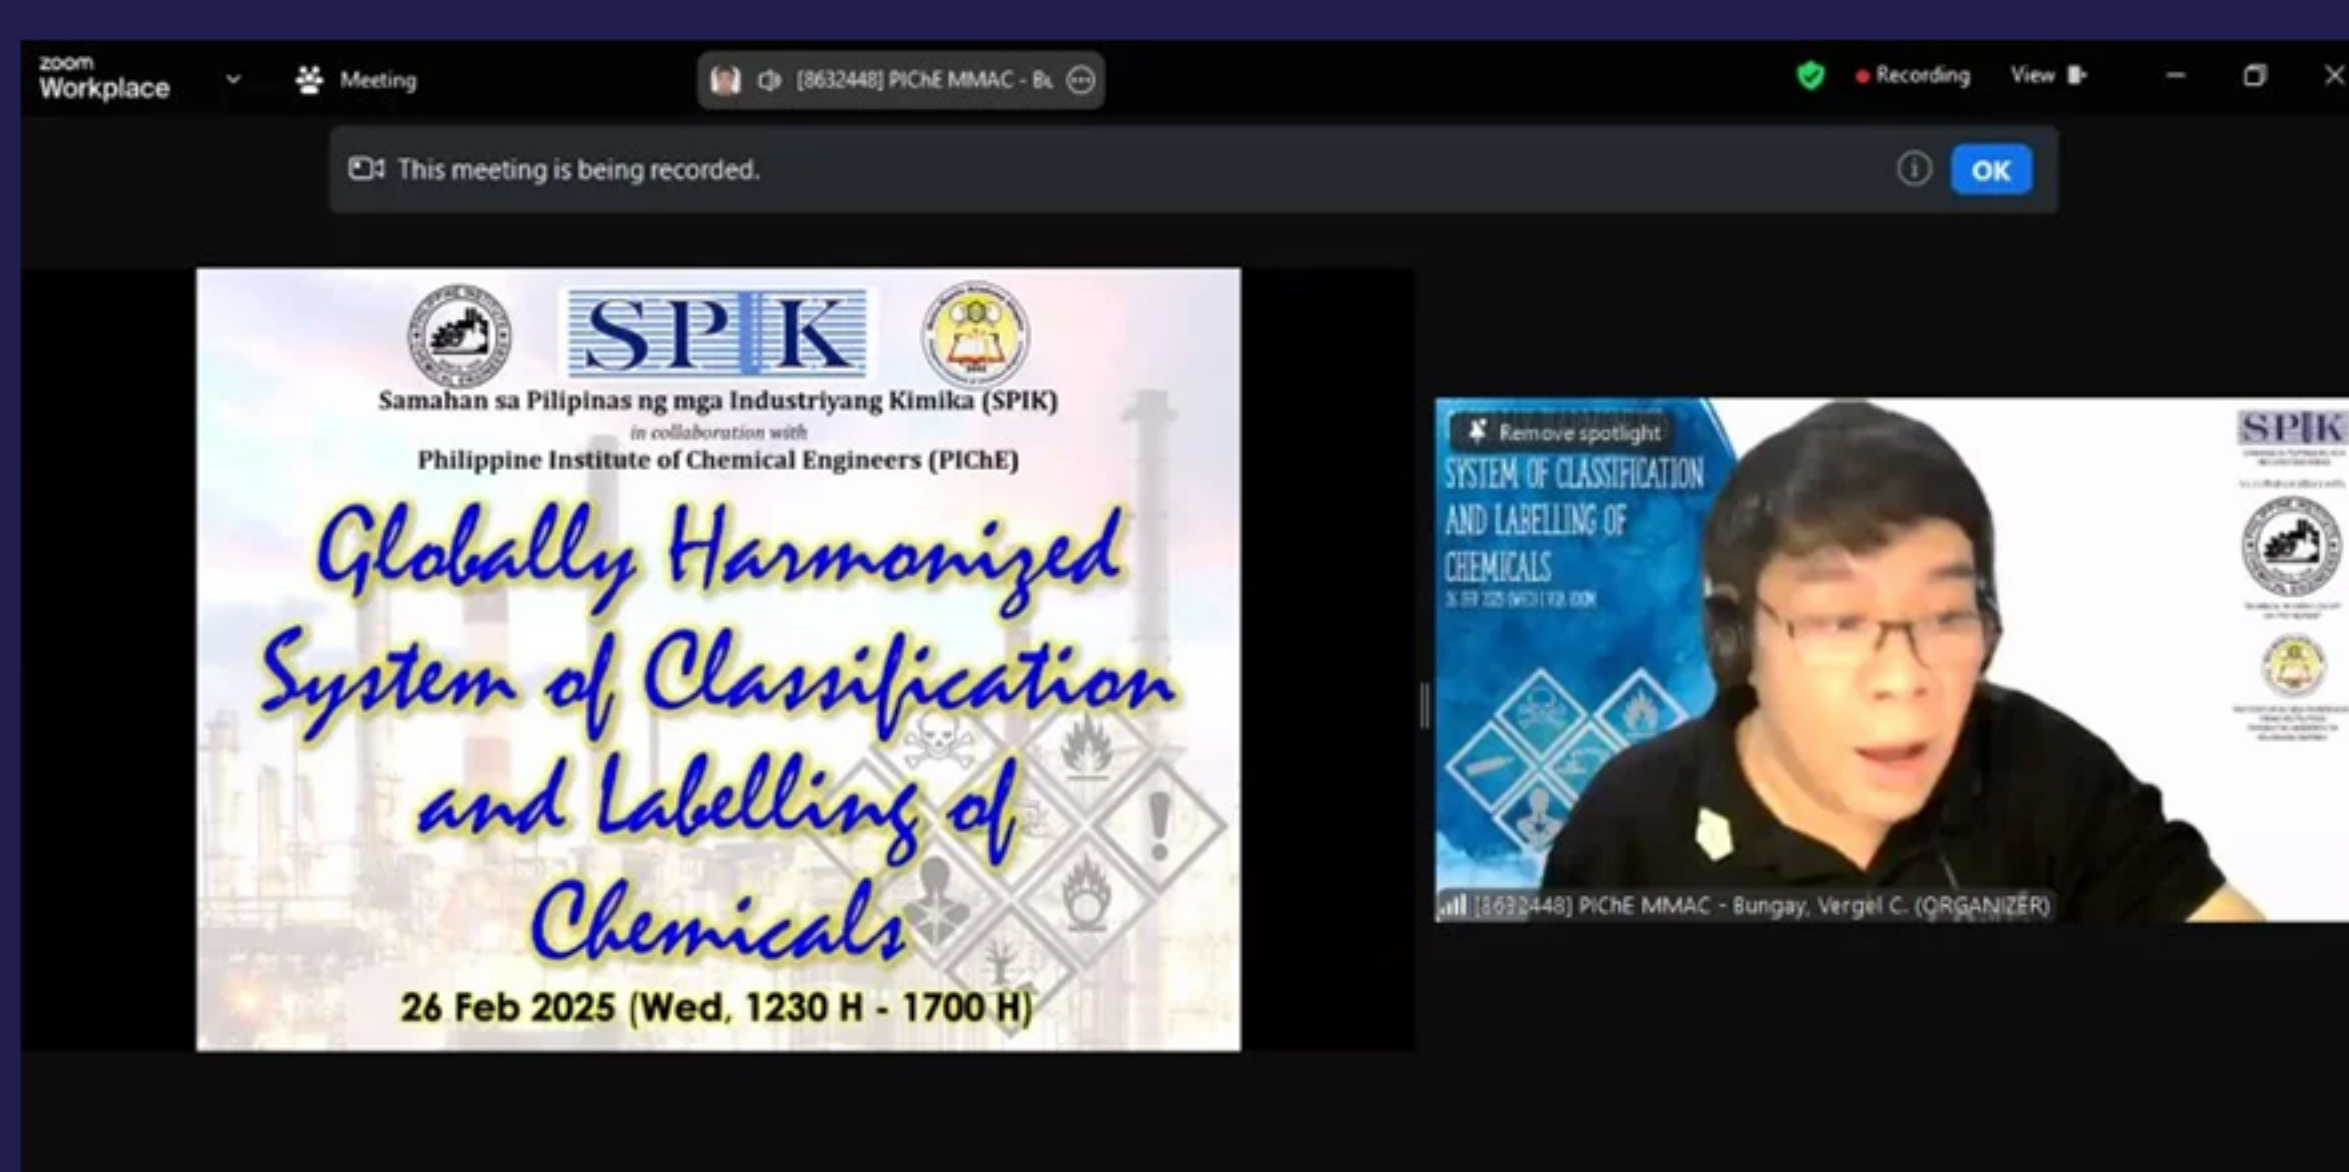 zoom
Workplace
Meeting
[8632448] PIChE MMAC - Bu
Recording
View
This meeting is being recorded.
OK
SPIK
Samahan sa Pilipinas ng mga Industriyang Kimika (SPIK)
in collaboration with
Philippine Institute of Chemical Engineers (PIChE)
Globally Harmonized
System of Classification
and Labelling of
Chemicals
26 Feb 2025 (Wed, 1230 H - 1700 H)
Remove spotlight
SYSTEM OF CLASSIFICATION
AND LABELLING OF
CHEMICALS
SPIK
[8632448] PIChE MMAC - Bungay, Vergel C. (ORGANIZER)